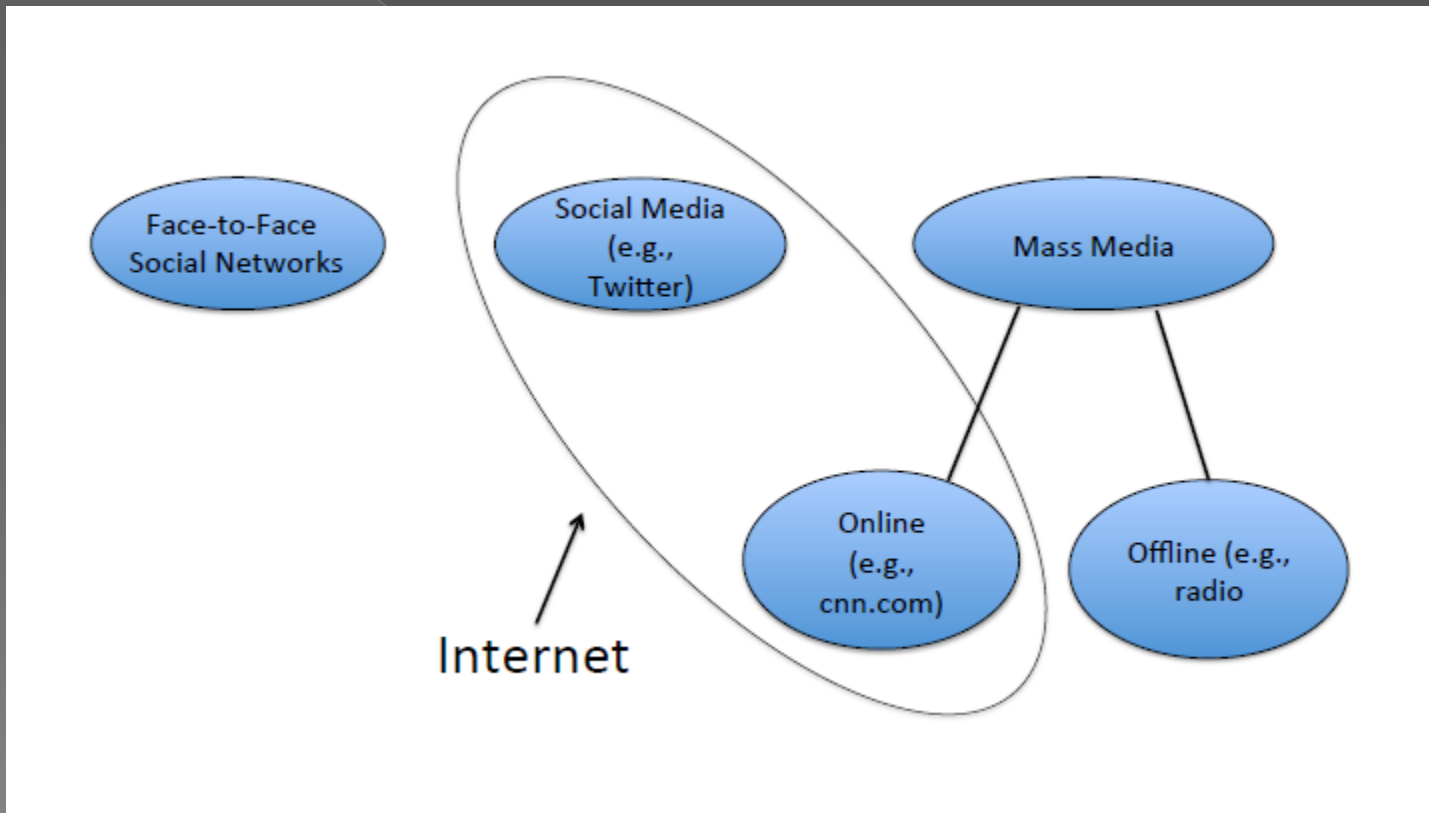 Face-to-Face
Social Networks
Social Media
(e.g.,
Twitter)
Mass Media
Online
(e.g.,
cnn.com)
Offline (e.g.,
radio
Internet